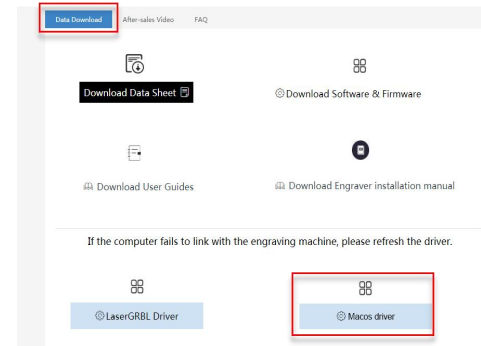 Data Download After-sales Video FAQ
Download Data Sheet
Download Software & Firmware
Download User Guides
Download Engraver installation manual
If the computer fails to link with the engraving machine, please refresh the driver.
LaserGRBL Driver
Macos driver